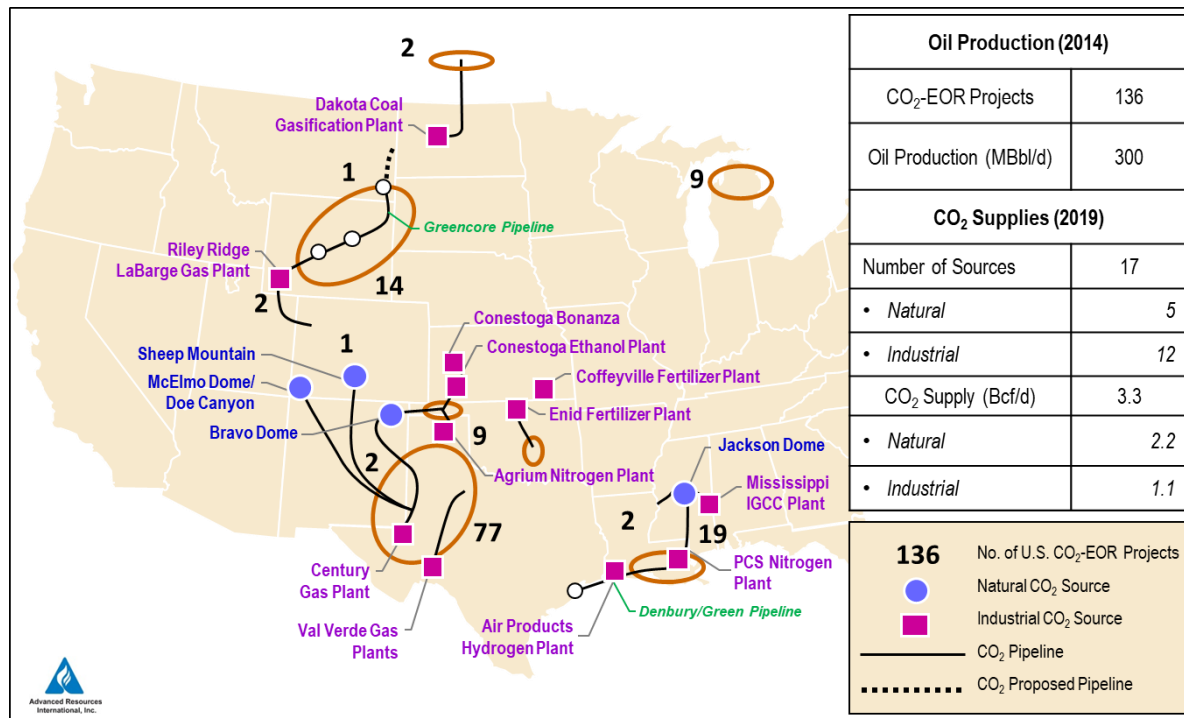 2
Dakota Coal
Gasification Plant
1
9
Greencore Pipeline
Riley Ridge
LaBarge Gas Plant
14
2
Conestoga Bonanza
1
Sheep Mountain
Conestoga Ethanol Plant
McElmo Dome/
Doe Canyon
Coffeyville Fertilizer Plant
Enid Fertilizer Plant
Bravo Dome
9
Jackson Dome
2
Agrium Nitrogen Plant
Mississippi
IGCC Plant
2
77
19
Century
Gas Plant
PCS Nitrogen
Plant
Denbury/Green Pipeline
Val Verde Gas
Plants
Air Products
Hydrogen Plant
Advanced Resources
International, Inc.
Oil Production (2014)
CO₂-EOR Projects 136
Oil Production (MBbl/d) 300
CO₂ Supplies (2019)
Number of Sources 17
• Natural 5
• Industrial 12
CO₂ Supply (Bcf/d) 3.3
• Natural 2.2
• Industrial 1.1
136 No. of U.S. CO₂-EOR Projects
Natural CO₂ Source
Industrial CO₂ Source
CO₂ Pipeline
CO₂ Proposed Pipeline